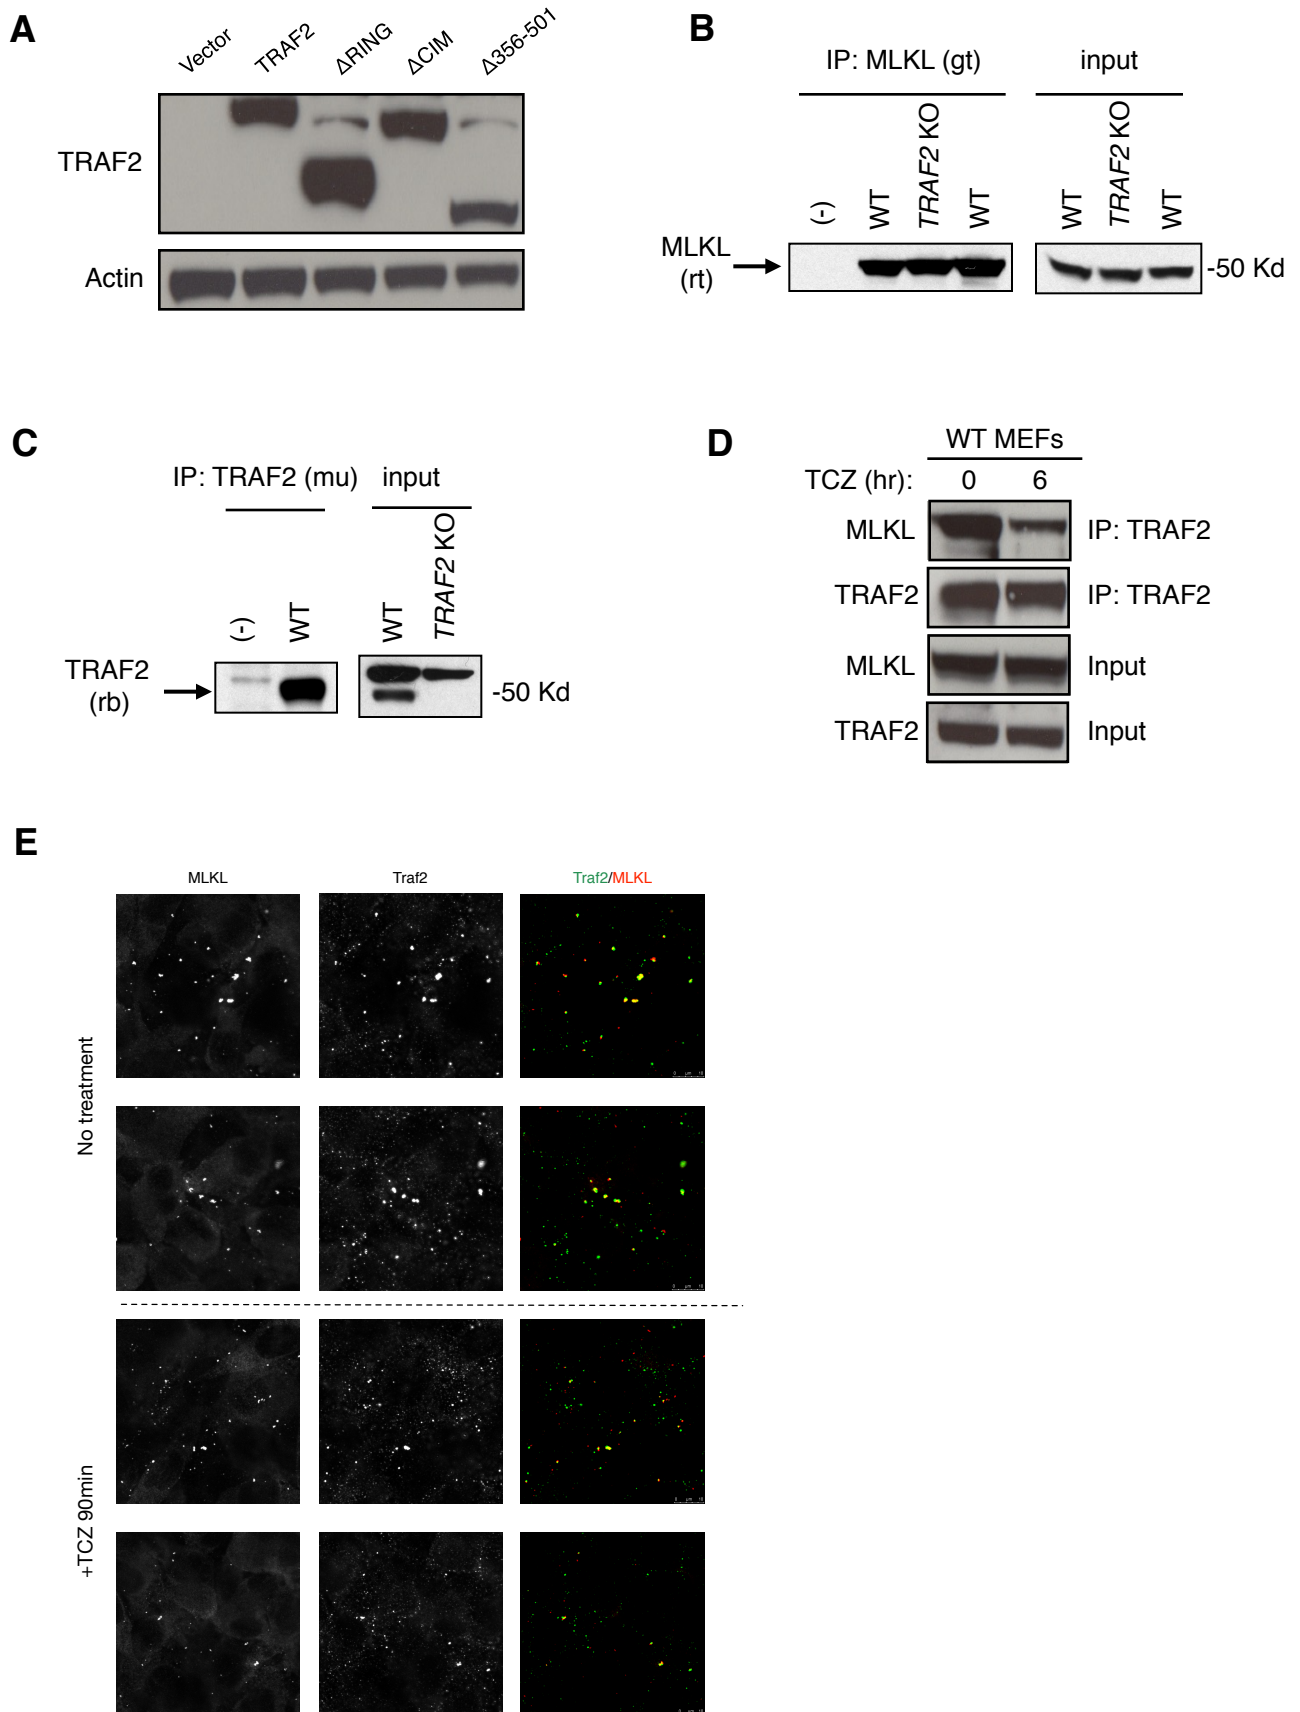 A
Vector TRAF2 ΔRING ΔCIM Δ356-501
TRAF2
Actin
B
IP: MLKL (gt) input
(-) WT TRAF2 KO WT WT TRAF2 KO WT
MLKL
(rt)
-50 Kd
C
IP: TRAF2 (mu) input
(-) WT WT TRAF2 KO
TRAF2
(rb)
-50 Kd
D
WT MEFs
TCZ (hr): 0 6
MLKL IP: TRAF2
TRAF2 IP: TRAF2
MLKL Input
TRAF2 Input
E
MLKL Traf2 Traf2/MLKL
No treatment
+TCZ 90min